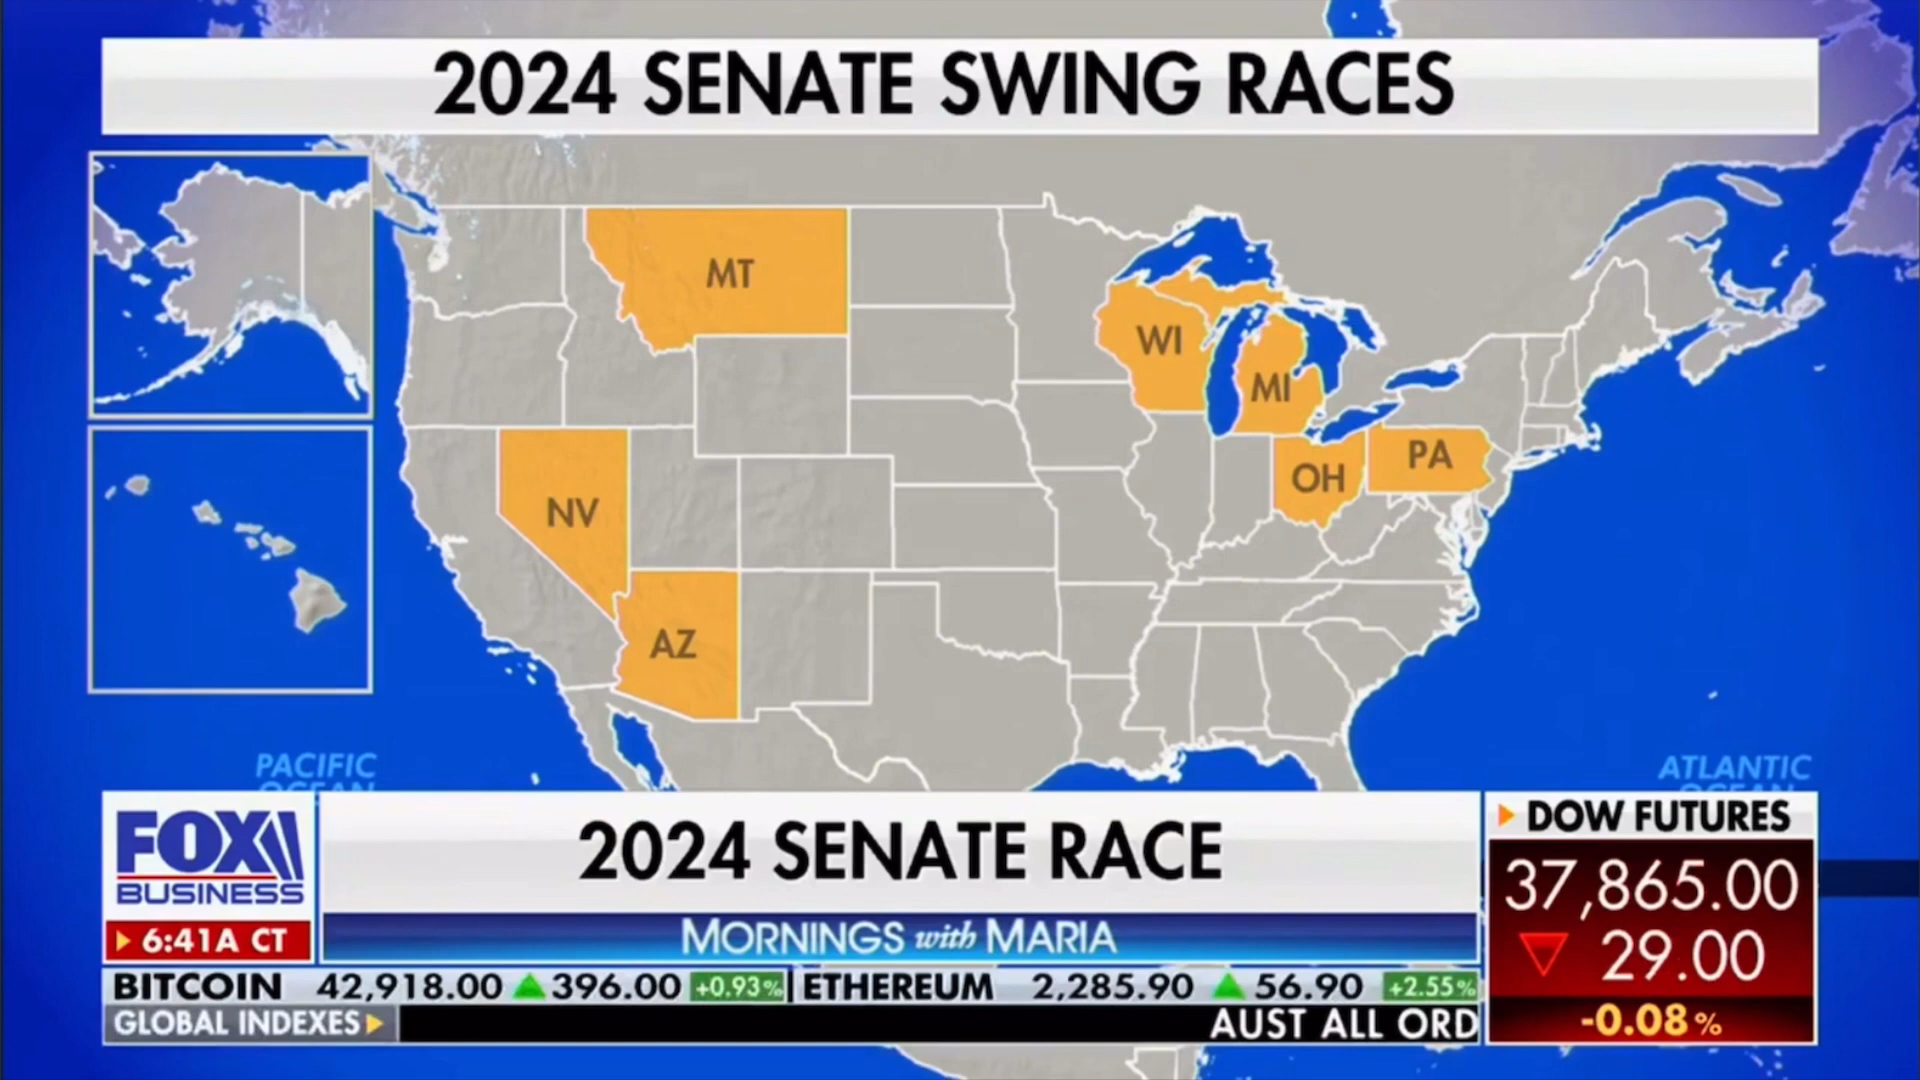 2024 SENATE SWING RACES
MT
WI
MI
NV
OH
PA
AZ
PACIFIC
OCEAN
ATLANTIC
OCEAN
FOX
BUSINESS
6:41A CT
2024 SENATE RACE
MORNINGS with MARIA
DOW FUTURES
37,865.00
29.00
-0.08%
BITCOIN 42,918.00 396.00 +0.93% ETHEREUM 2,285.90 56.90 +2.55%
GLOBAL INDEXES AUST ALL ORD